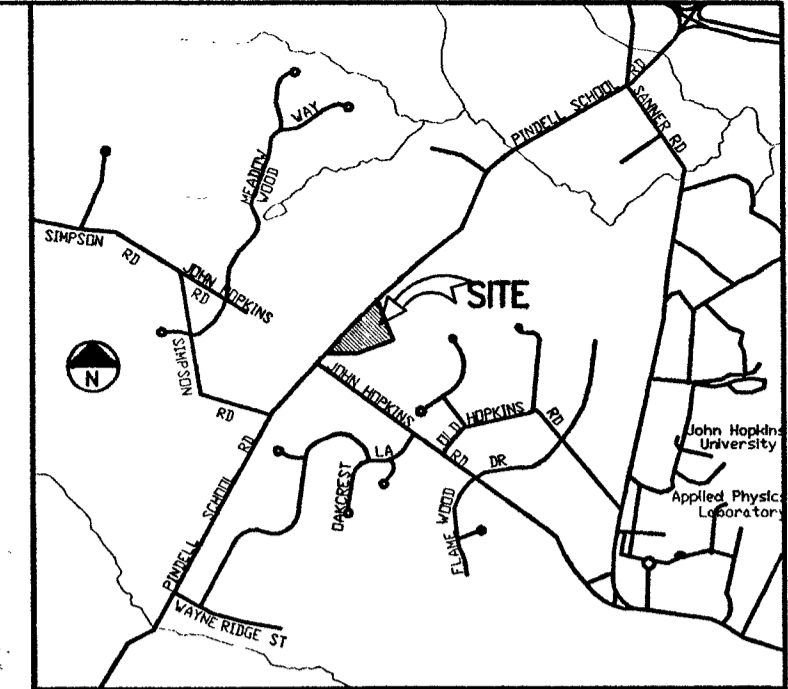 PINDELL SCHOOL RD
SANNER RD
MEADOW WOOD WAY
SIMPSON RD
JOHN HOPKINS RD
SITE
N
SIMPSON RD
JOHN HOPKINS RD
OLD HOPKINS RD
John Hopkins
University
Applied Physics
Laboratory
OAKCREST LA
FLAME WOOD DR
PINDELL SCHOOL RD
WAYNE RIDGE ST